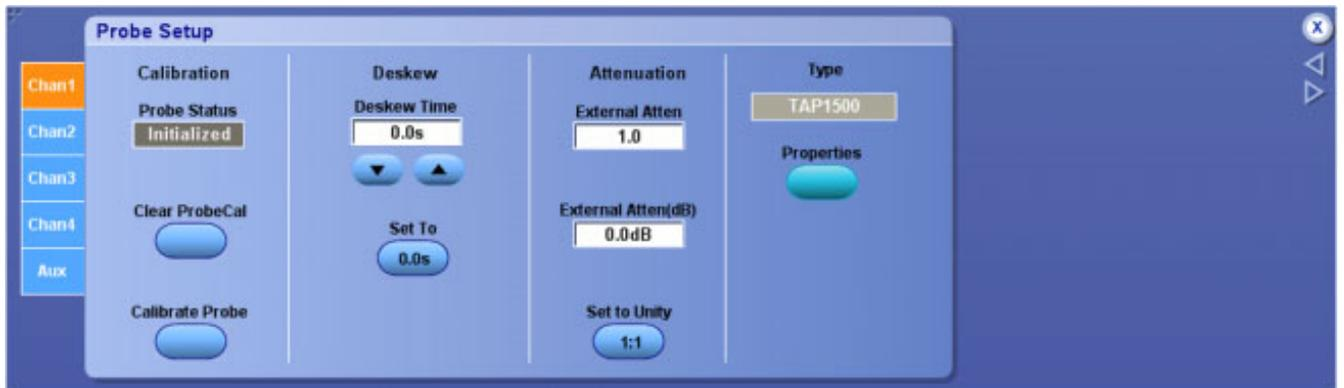 Probe Setup
Chan1
Chan2
Chan3
Chan4
Aux
Calibration
Probe Status
Initialized
Clear ProbeCal
Calibrate Probe
Deskew
Deskew Time
0.0s
Set To
0.0s
Attenuation
External Atten
1.0
External Atten(dB)
0.0dB
Set to Unity
1:1
Type
TAP1500
Properties
X